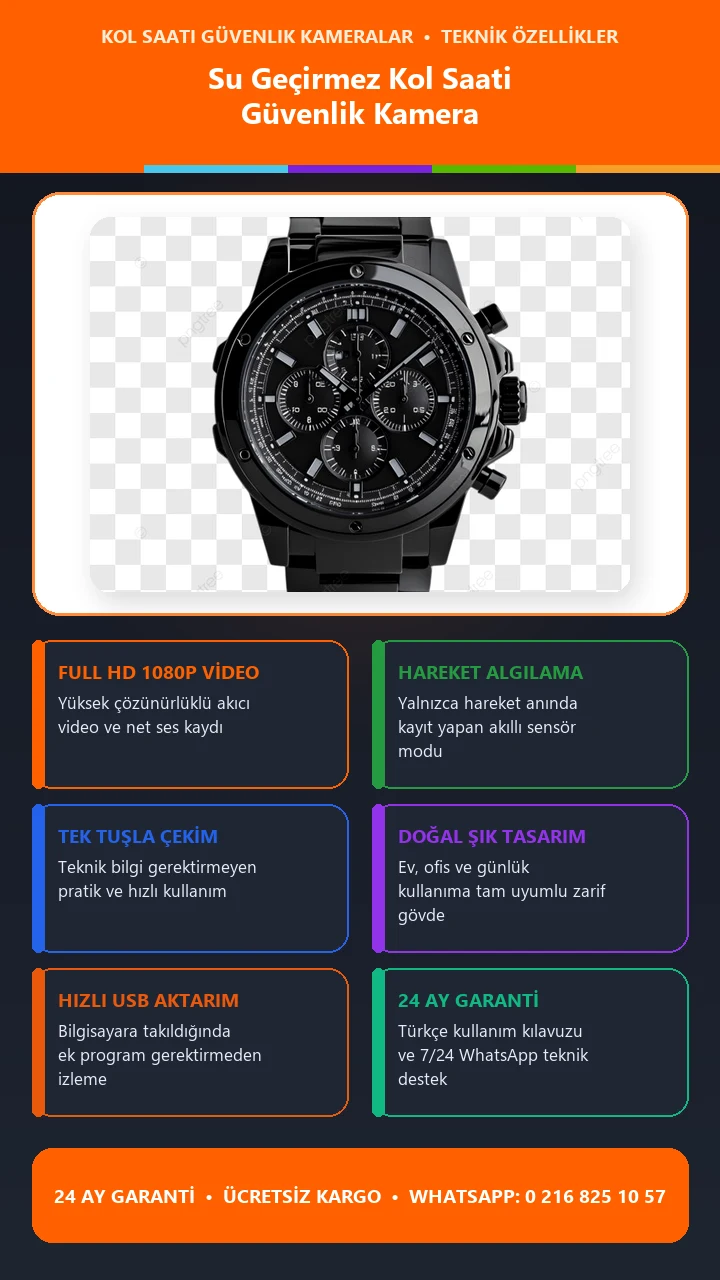 KOL SAATI GÜVENLIK KAMERALAR • TEKNİK ÖZELLİKLER
Su Geçirmez Kol Saati
Güvenlik Kamera
pngtree
pngtree
FULL HD 1080P VİDEO
Yüksek çözünürlüklü akıcı
video ve net ses kaydı
HAREKET ALGILAMA
Yalnızca hareket anında
kayıt yapan akıllı sensör
modu
TEK TUŞLA ÇEKİM
Teknik bilgi gerektirmeyen
pratik ve hızlı kullanım
DOĞAL ŞIK TASARIM
Ev, ofis ve günlük
kullanıma tam uyumlu zarif
gövde
HIZLI USB AKTARIM
Bilgisayara takıldığında
ek program gerektirmeden
izleme
24 AY GARANTİ
Türkçe kullanım kılavuzu
ve 7/24 WhatsApp teknik
destek
24 AY GARANTİ • ÜCRETSİZ KARGO • WHATSAPP: 0 216 825 10 57